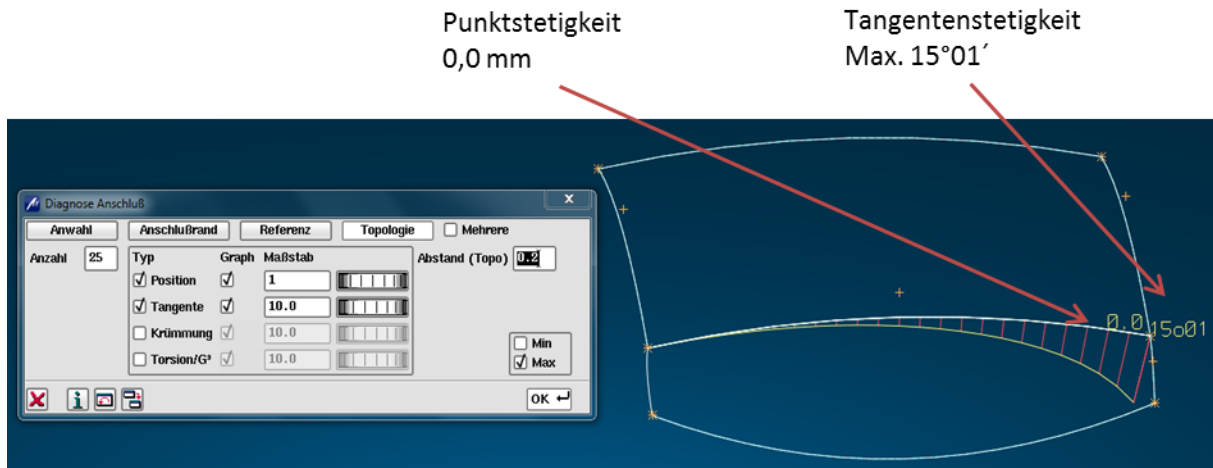 Punktstetigkeit
0,0 mm
Tangentenstetigkeit
Max. 15°01´
Diagnose Anschluß
x
Anwahl Anschlußrand Referenz Topologie Mehrere
Anzahl 25 Typ Graph Maßstab Abstand (Topo) 0.2
Position 1
Tangente 10.0
Krümmung 10.0
Torsion/G³ 10.0
Min
Max
i
OK
0.0
15o01